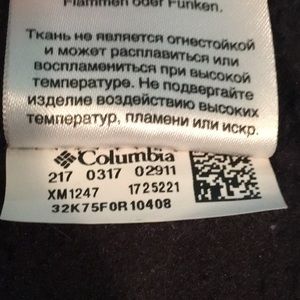 Flammen oder Funken.
Ткань не является огнестойкой
и может расплавиться или
воспламениться при высокой
температуре. Не подвергайте
изделие воздействию высоких
температур, пламени или искр.
Columbia
217 0317 02911
XM1247 1725221
32K75F0R10408